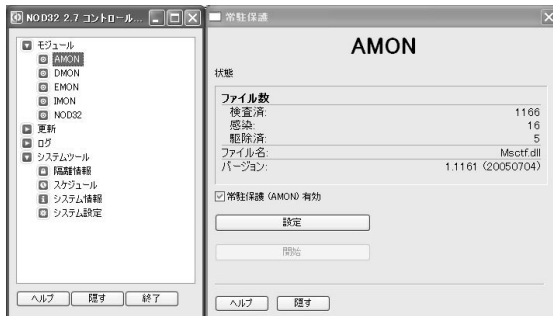 NOD32 2.7 コントロール...
モジュール
AMON
DMON
EMON
IMON
NOD32
更新
ログ
システムツール
隔離情報
スケジュール
システム情報
システム設定
ヘルプ
隠す
終了
常駐保護
AMON
状態
ファイル数
検査済: 1166
感染: 16
駆除済: 5
ファイル名: Msctf.dll
バージョン: 1.1161 (20050704)
常駐保護 (AMON) 有効
設定
開始
ヘルプ
隠す